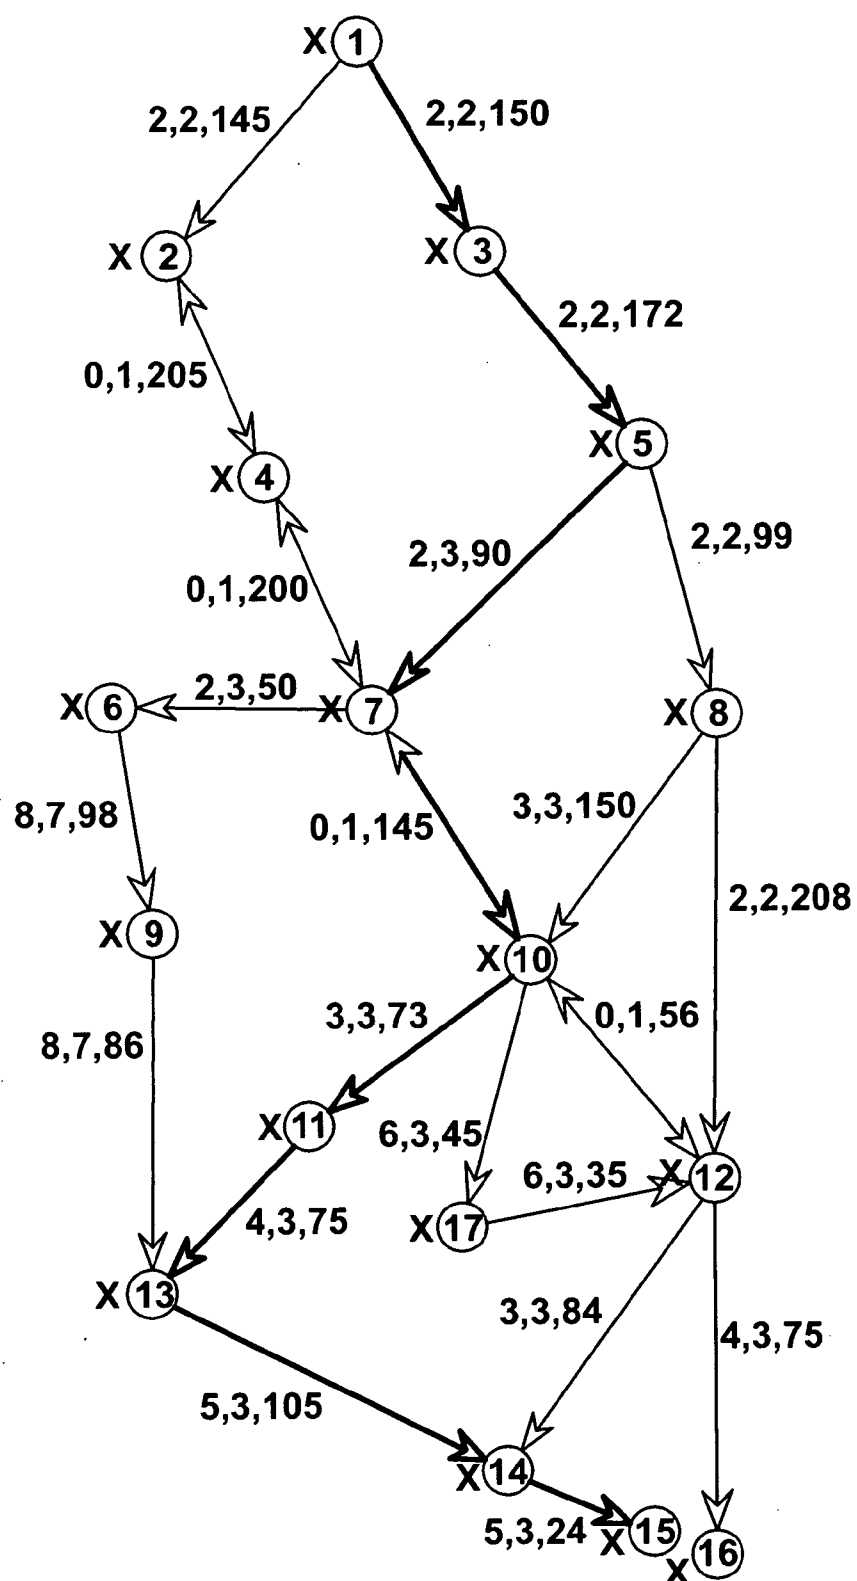 X 1
2,2,145
2,2,150
X 2
X 3
2,2,172
0,1,205
X 5
X 4
2,2,99
2,3,90
0,1,200
X 6
2,3,50
X 7
X 8
3,3,150
8,7,98
0,1,145
2,2,208
X 9
X 10
3,3,73
0,1,56
8,7,86
X 11
6,3,45
6,3,35
X 12
4,3,75
X 17
X 13
3,3,84
4,3,75
5,3,105
X 14
5,3,24
X 15
X 16